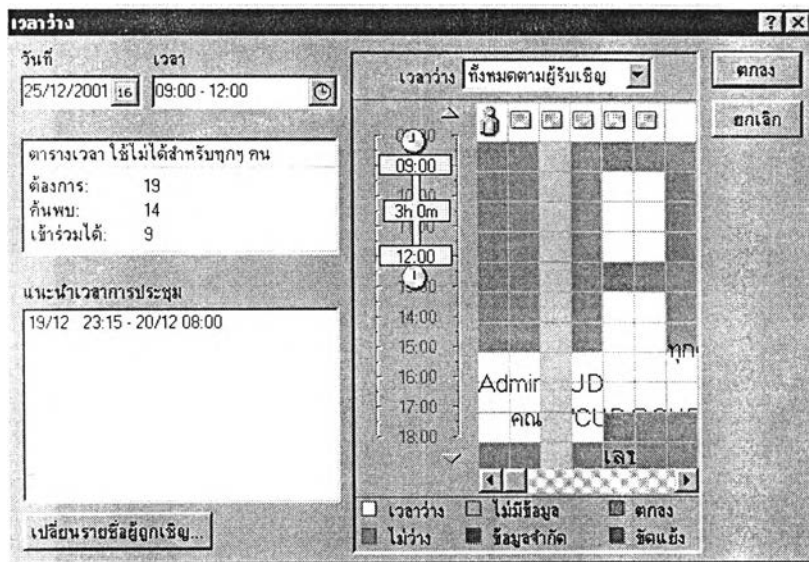 เวลาว่าง
วันที่
เวลา
25/12/2001 16
09:00 - 12:00
ตารางเวลา ใช้ไม่ได้สำหรับทุกๆ คน
ต้องการ: 19
ค้นพบ: 14
เข้าร่วมได้: 9
แนะนำเวลาการประชุม
19/12 23:15 - 20/12 08:00
เปลี่ยนรายชื่อผู้ถูกเชิญ...
เวลาว่าง ทั้งหมดตามผู้รับเชิญ
09:00
3h 0m
12:00
14:00
15:00
16:00
17:00
18:00
ทุก
Admir JD
คณ CU
เลข
เวลาว่าง ไม่มีข้อมูล ตกลง
ไม่ว่าง ข้อมูลจำกัด ขัดแย้ง
ตกลง
ยกเลิก